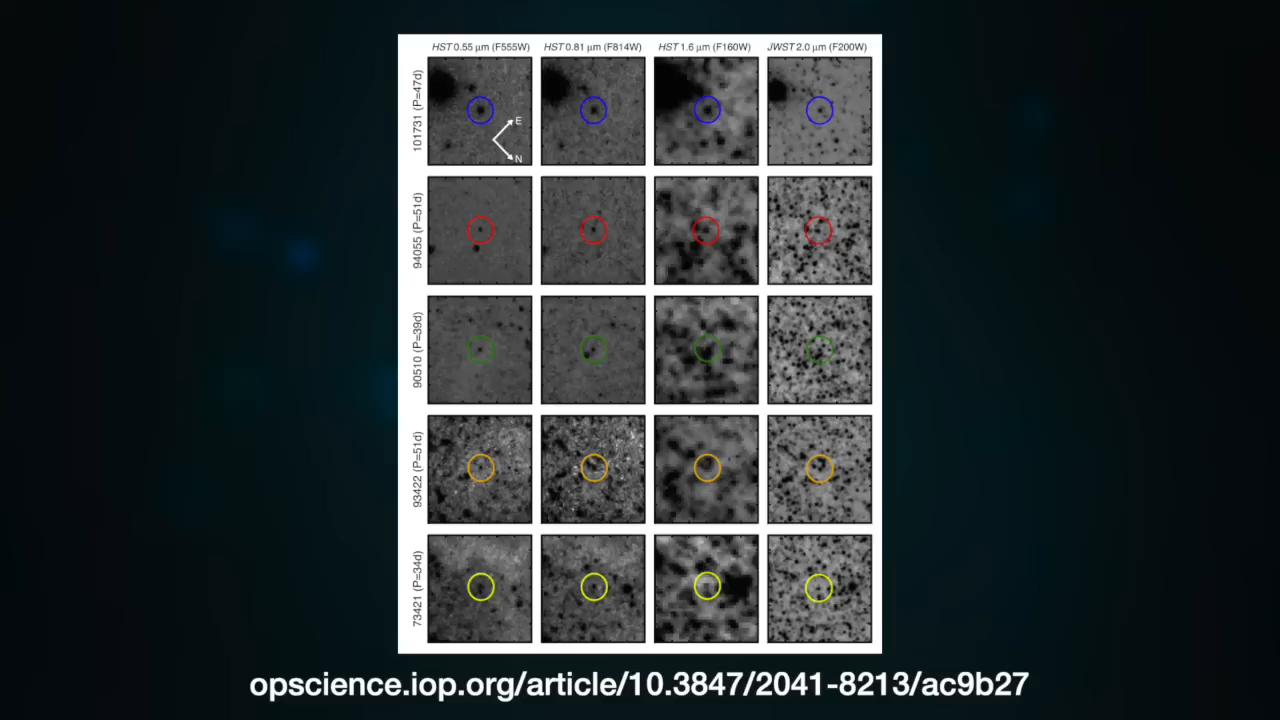 HST 0.55 μm (F555W) HST 0.81 μm (F814W) HST 1.6 μm (F160W) JWST 2.0 μm (F200W)
101731 (P=47d)
E
N
94055 (P=51d)
90510 (P=39d)
93422 (P=51d)
73421 (P=34d)
opscience.iop.org/article/10.3847/2041-8213/ac9b27